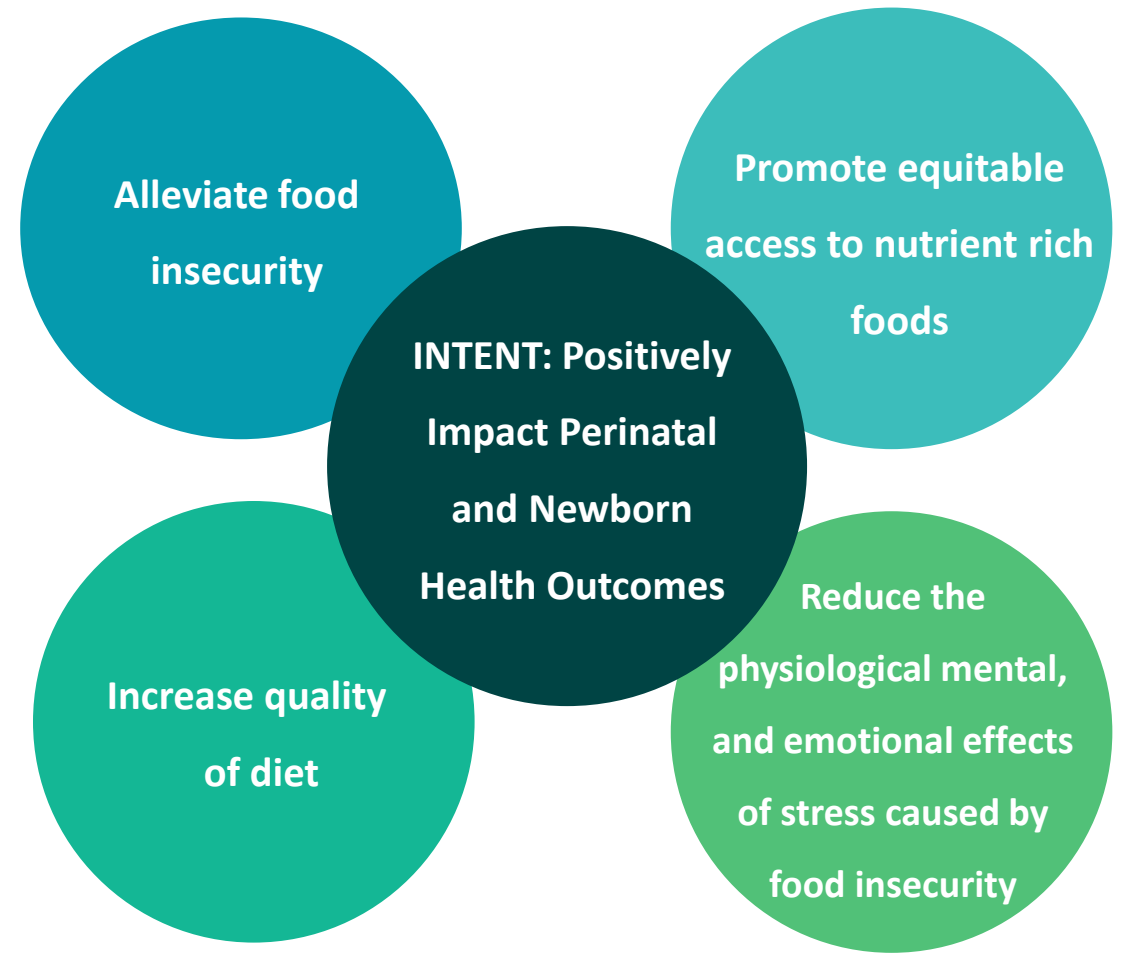 Alleviate food
insecurity
Promote equitable
access to nutrient rich
foods
INTENT: Positively
Impact Perinatal
and Newborn
Health Outcomes
Increase quality
of diet
Reduce the
physiological mental,
and emotional effects
of stress caused by
food insecurity